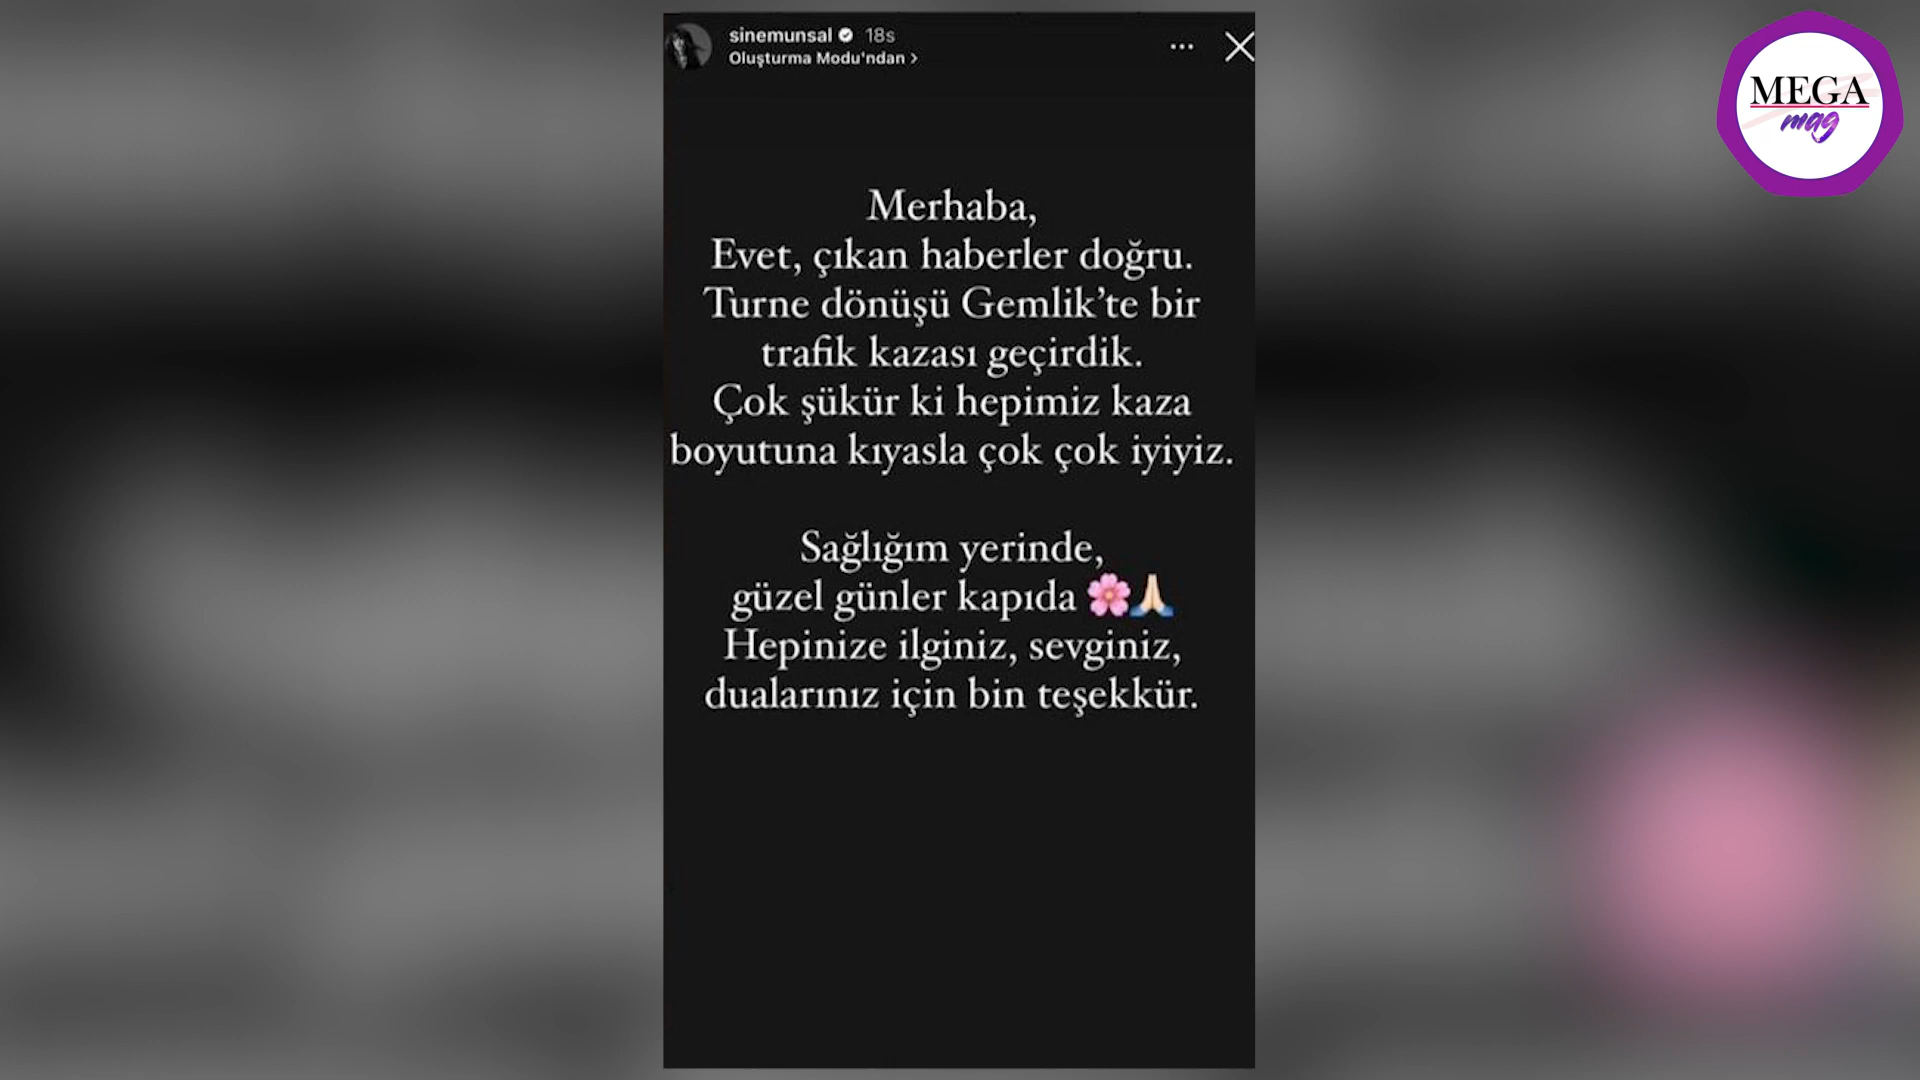 sinemunsal 18s
Oluşturma Modu'ndan >
MEGA
mag
Merhaba,
Evet, çıkan haberler doğru.
Turne dönüşü Gemlik’te bir
trafik kazası geçirdik.
Çok şükür ki hepimiz kaza
boyutuna kıyasla çok çok iyiyiz.
Sağlığım yerinde,
güzel günler kapıda 🌸🙏🏻
Hepinize ilginiz, sevginiz,
dualarınız için bin teşekkür.